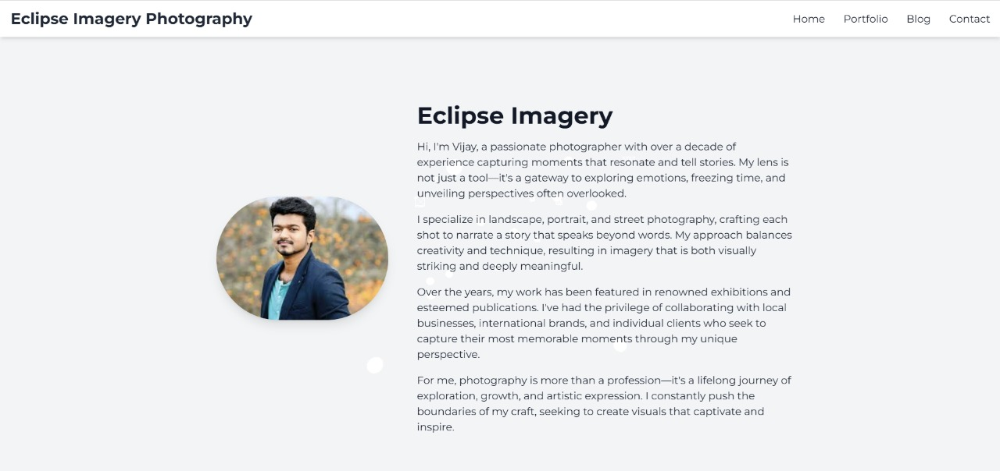 Eclipse Imagery Photography
Home Portfolio Blog Contact
Eclipse Imagery
Hi, I'm Vijay, a passionate photographer with over a decade of
experience capturing moments that resonate and tell stories. My lens is
not just a tool—it's a gateway to exploring emotions, freezing time, and
unveiling perspectives often overlooked.
I specialize in landscape, portrait, and street photography, crafting each
shot to narrate a story that speaks beyond words. My approach balances
creativity and technique, resulting in imagery that is both visually
striking and deeply meaningful.
Over the years, my work has been featured in renowned exhibitions and
esteemed publications. I've had the privilege of collaborating with local
businesses, international brands, and individual clients who seek to
capture their most memorable moments through my unique
perspective.
For me, photography is more than a profession—it's a lifelong journey of
exploration, growth, and artistic expression. I constantly push the
boundaries of my craft, seeking to create visuals that captivate and
inspire.